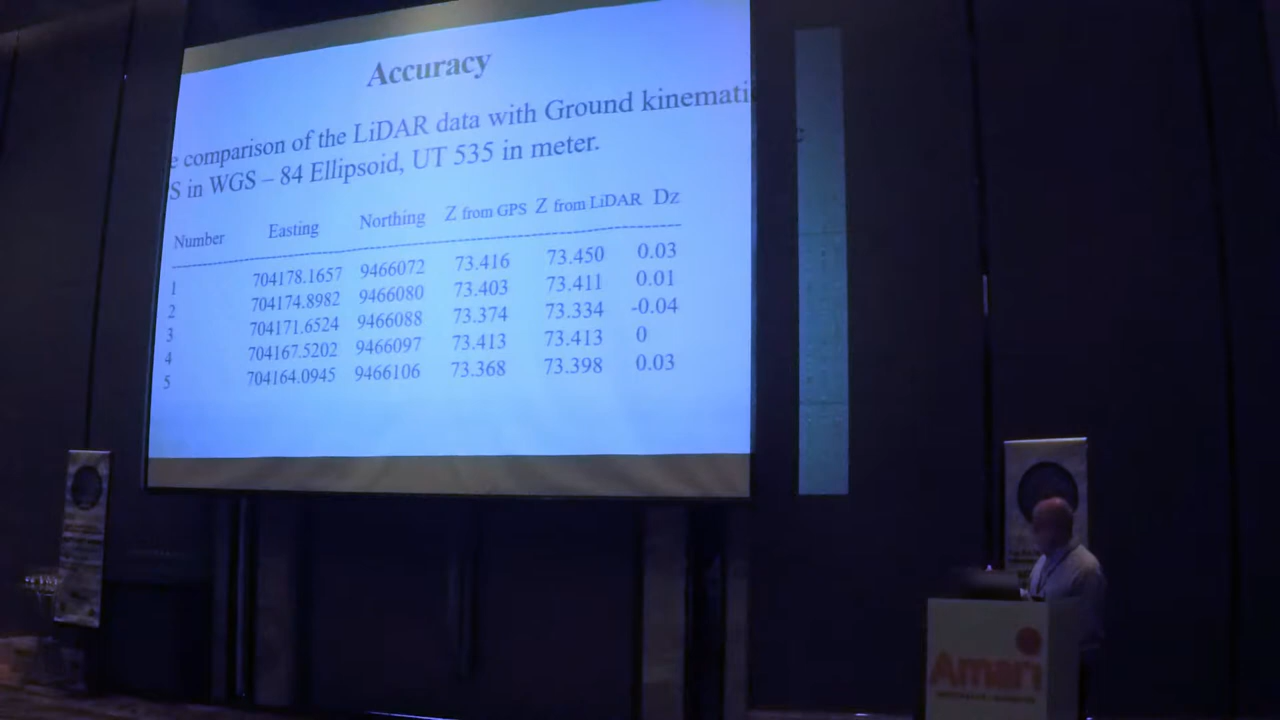 Accuracy
e comparison of the LiDAR data with Ground kinemati
S in WGS – 84 Ellipsoid, UT 535 in meter.
Number Easting Northing Z from GPS Z from LiDAR Dz
1 704178.1657 9466072 73.416 73.450 0.03
2 704174.8982 9466080 73.403 73.411 0.01
3 704171.6524 9466088 73.374 73.334 -0.04
4 704167.5202 9466097 73.413 73.413 0
5 704164.0945 9466106 73.368 73.398 0.03
Amari